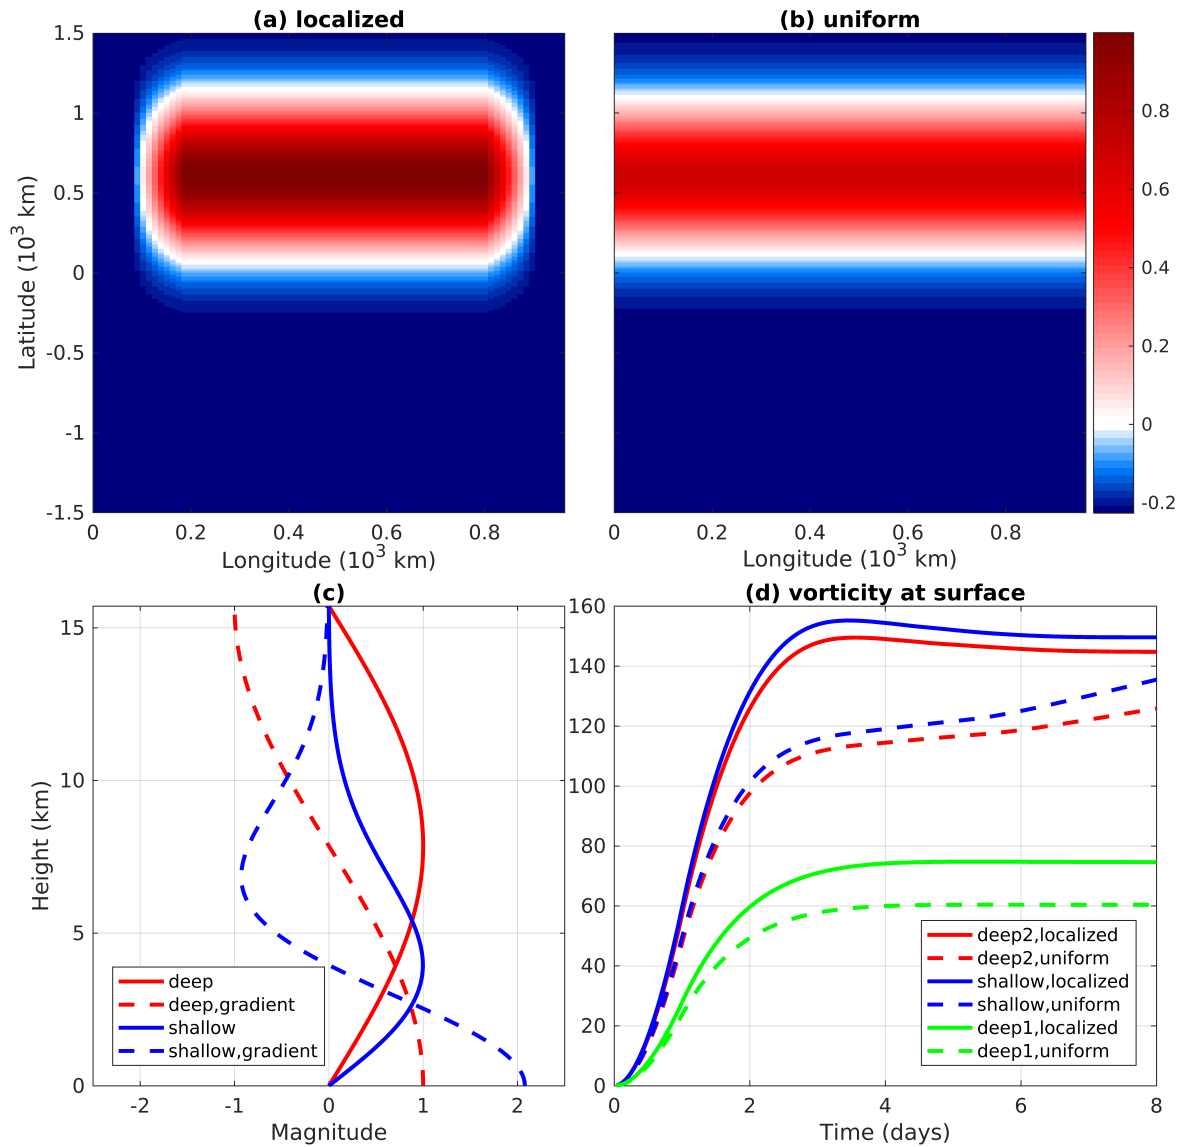 (a) localized
(b) uniform
1.5
1
0.5
0
-0.5
-1
-1.5
Latitude (10³ km)
0
0.2
0.4
0.6
0.8
Longitude (10³ km)
0
0.2
0.4
0.6
0.8
Longitude (10³ km)
0.8
0.6
0.4
0.2
0
-0.2
(c)
15
10
5
0
Height (km)
-2
-1
0
1
2
Magnitude
deep
deep,gradient
shallow
shallow,gradient
(d) vorticity at surface
160
140
120
100
80
60
40
20
0
0
2
4
6
8
Time (days)
deep2,localized
deep2,uniform
shallow,localized
shallow,uniform
deep1,localized
deep1,uniform